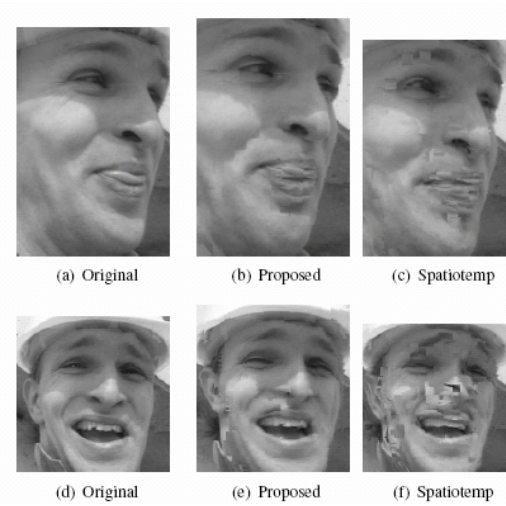 (a) Original
(b) Proposed
(c) Spatiotemp
(d) Original
(e) Proposed
(f) Spatiotemp